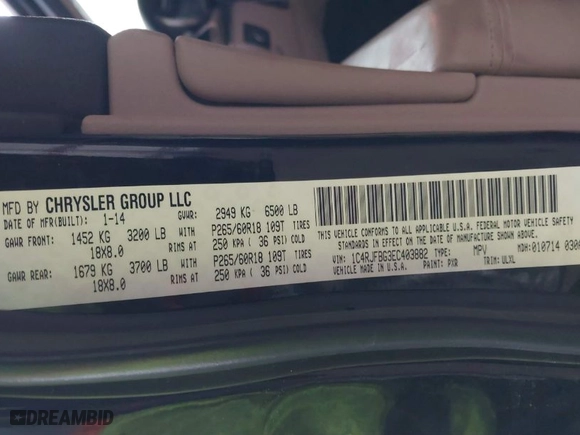 MFD BY CHRYSLER GROUP LLC
DATE OF MFR(BUILT): 1-14 GVWR: 2949 KG 6500 LB
GAWR FRONT: 1452 KG 3200 LB P265/60R18 109T TIRES
18X8.0 RIMS AT 250 KPA ( 36 PSI) COLD
GAWR REAR: 1679 KG 3700 LB P265/60R18 109T TIRES
18X8.0 RIMS AT 250 KPA ( 36 PSI) COLD
THIS VEHICLE CONFORMS TO ALL APPLICABLE U.S.A. FEDERAL MOTOR VEHICLE SAFETY
STANDARDS IN EFFECT ON THE DATE OF MANUFACTURE SHOWN ABOVE.
VIN: 1C4RJFBG3EC403882 TYPE: MPV MDH: 010714
VEHICLE MADE IN U.S.A. PAINT: PXR TRIM: ULXL
DREAMBID